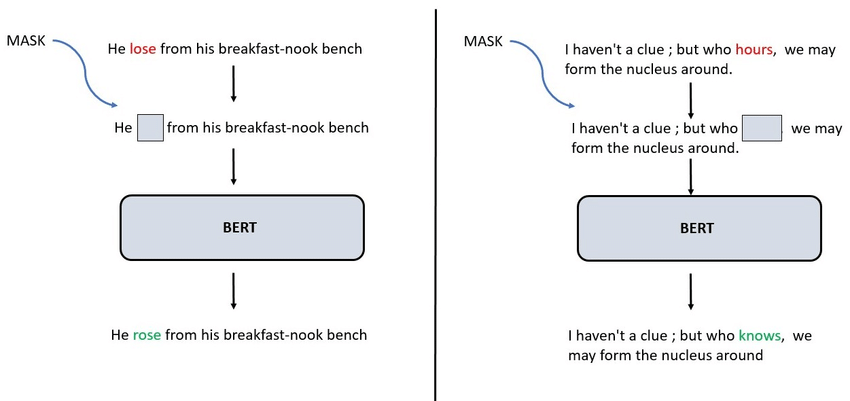 MASK
He lose from his breakfast-nook bench
He from his breakfast-nook bench
BERT
He rose from his breakfast-nook bench
MASK
I haven't a clue ; but who hours, we may
form the nucleus around.
I haven't a clue ; but who we may
form the nucleus around.
BERT
I haven't a clue ; but who knows, we
may form the nucleus around